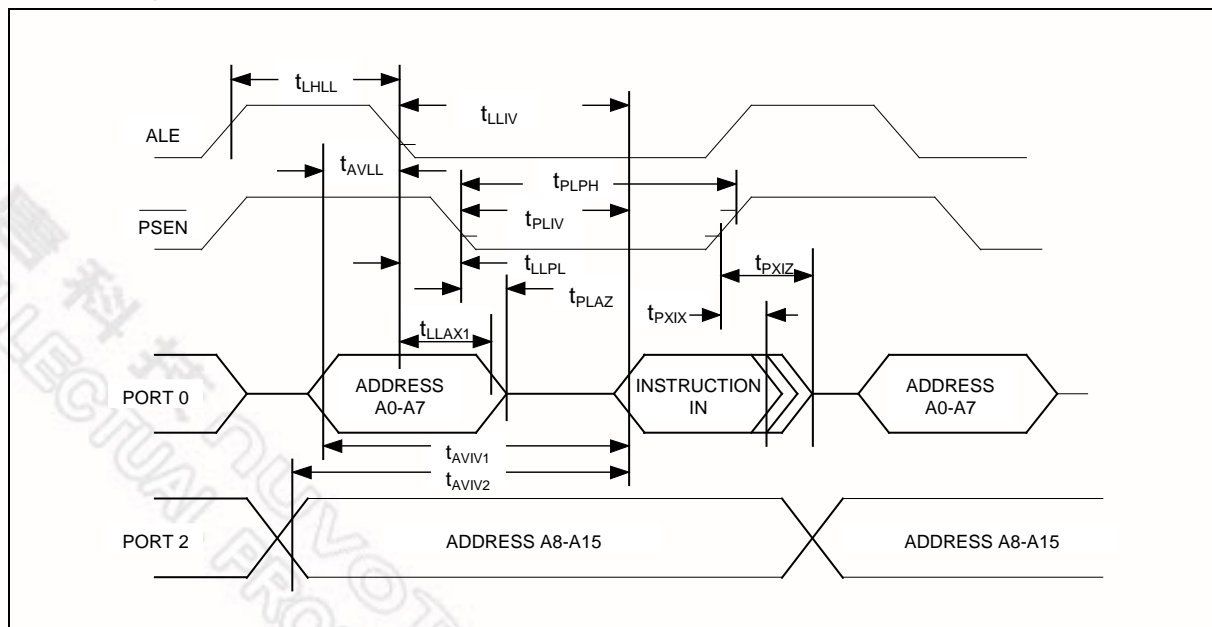 tLHLL
tLLIV
ALE
tAVLL
tPLPH
PSEN
tPLIV
tLLPL
tPXIZ
tPLAZ
tPXIX
tLLAX1
PORT 0
ADDRESS
A0-A7
INSTRUCTION
IN
ADDRESS
A0-A7
tAVIV1
tAVIV2
PORT 2
ADDRESS A8-A15
ADDRESS A8-A15